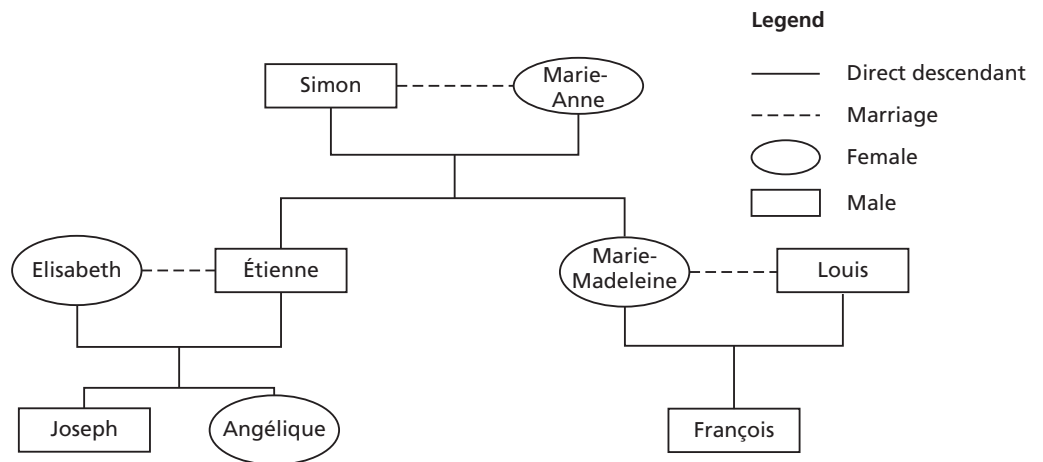 Legend
Direct descendant
Marriage
Female
Male
Simon
Marie-
Anne
Elisabeth
Étienne
Marie-
Madeleine
Louis
Joseph
Angélique
François